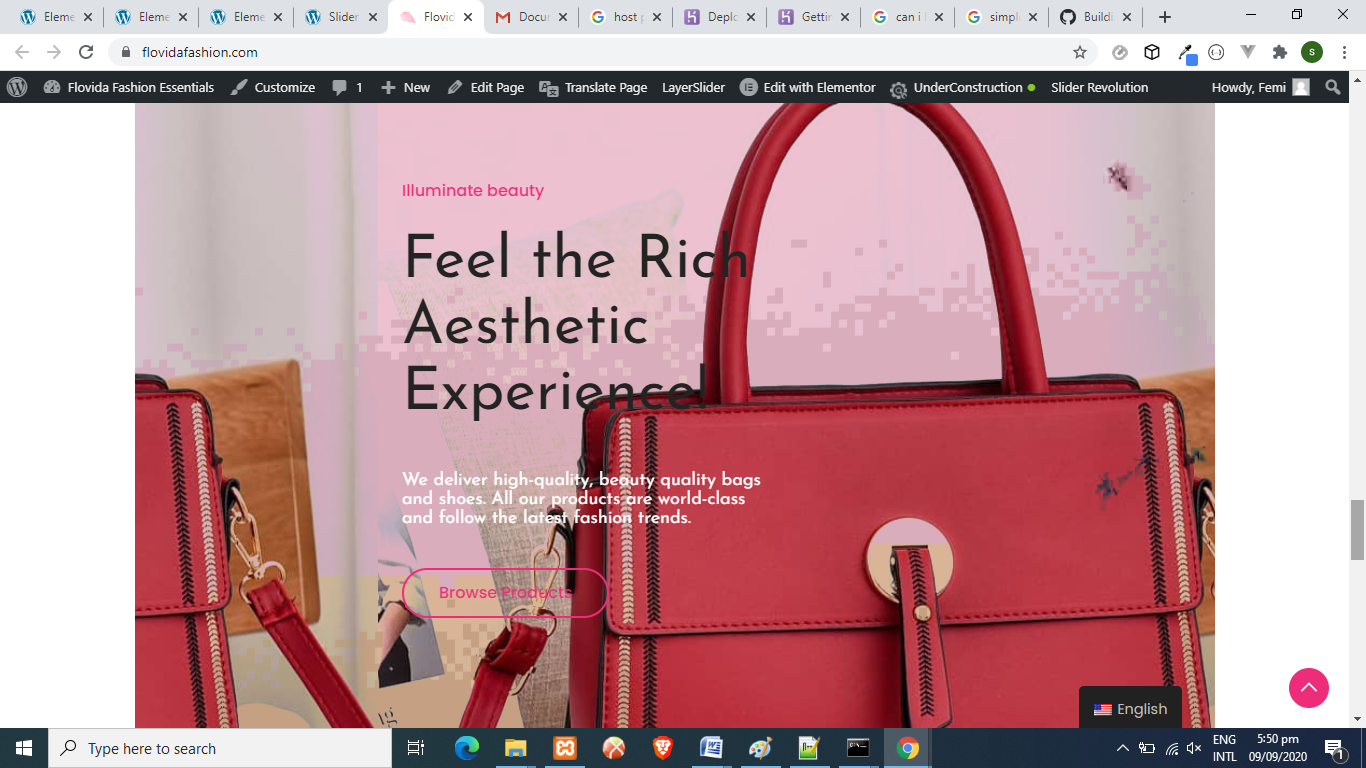 Eleme
Eleme
Eleme
Slider
Flovid
Docur
host p
Deplo
Gettin
can i
simple
Buildi
flovidafashion.com
S
Flovida Fashion Essentials
Customize
1
New
Edit Page
Translate Page
LayerSlider
Edit with Elementor
UnderConstruction
Slider Revolution
Howdy, Femi
Illuminate beauty
Feel the Rich
Aesthetic
Experience!
We deliver high-quality, beauty quality bags
and shoes. All our products are world-class
and follow the latest fashion trends.
Browse Products
English
Type here to search
ENG
INTL
5:50 pm
09/09/2020
1